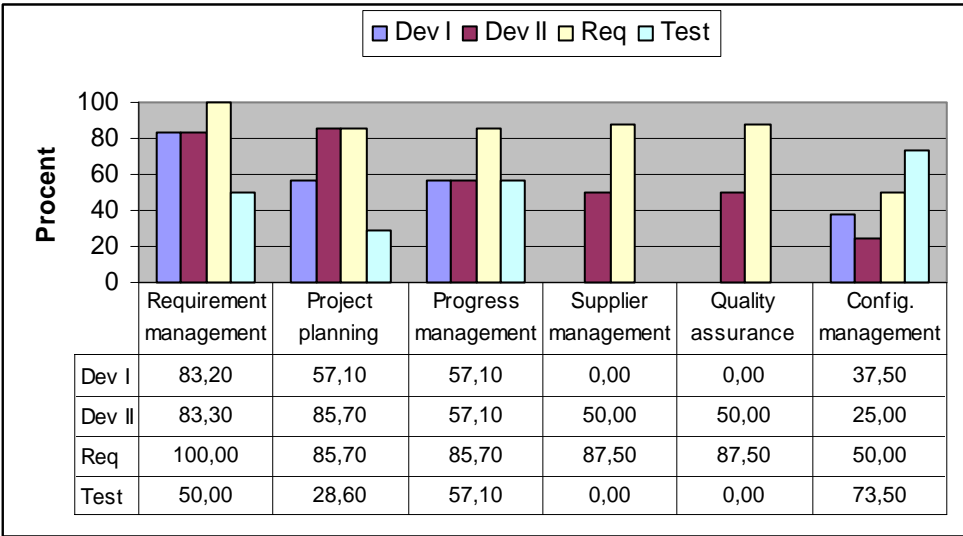 Dev I Dev II Req Test
100
80
60
40
20
0
Procent
Requirement management Project planning Progress management Supplier management Quality assurance Config. management
Dev I 83,20 57,10 57,10 0,00 0,00 37,50
Dev II 83,30 85,70 57,10 50,00 50,00 25,00
Req 100,00 85,70 85,70 87,50 87,50 50,00
Test 50,00 28,60 57,10 0,00 0,00 73,50